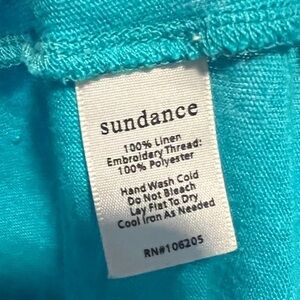 sundance
100% Linen
Embroidary Thread:
100% Polyester
Hand Wash Cold
Do Not Bleach
Lay Flat To Dry
Cool Iron As Needed
RN#106205